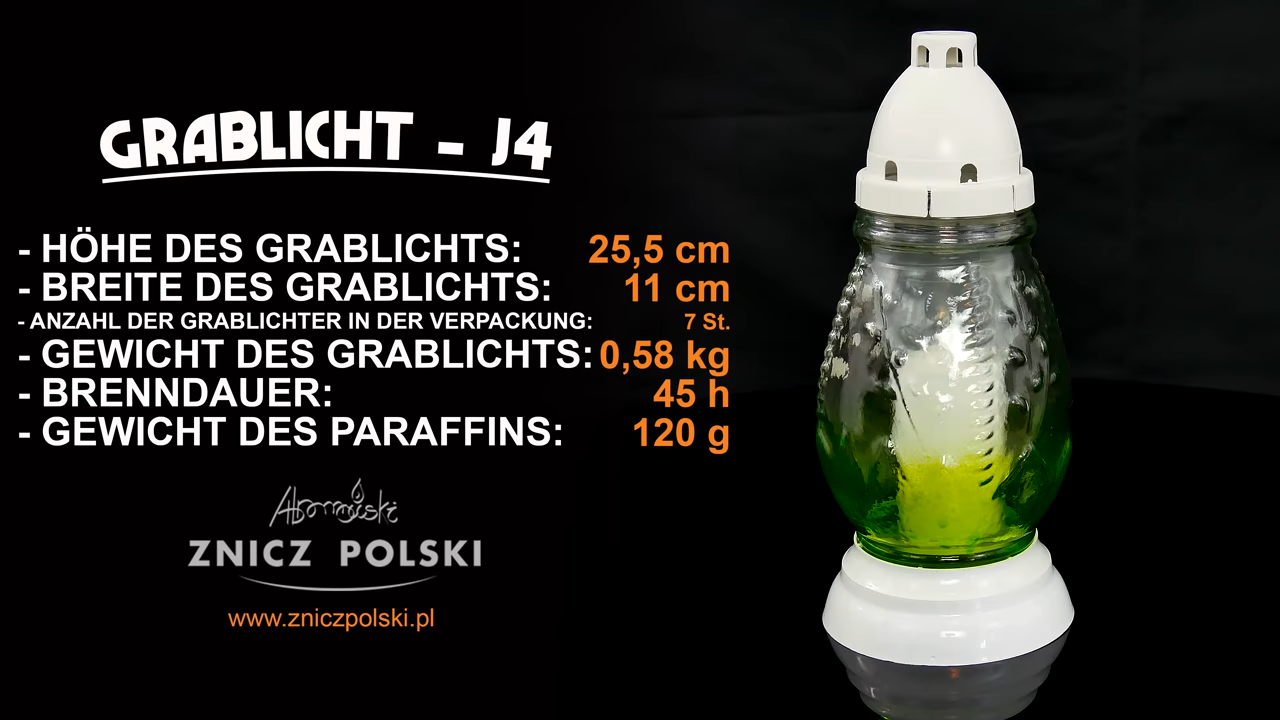 GRABLICHT - J4
- HÖHE DES GRABLICHTS: 25,5 cm
- BREITE DES GRABLICHTS: 11 cm
- ANZAHL DER GRABLICHTER IN DER VERPACKUNG: 7 St.
- GEWICHT DES GRABLICHTS: 0,58 kg
- BRENNDAUER: 45 h
- GEWICHT DES PARAFFINS: 120 g
ZNICZ POLSKI
www.zniczpolski.pl